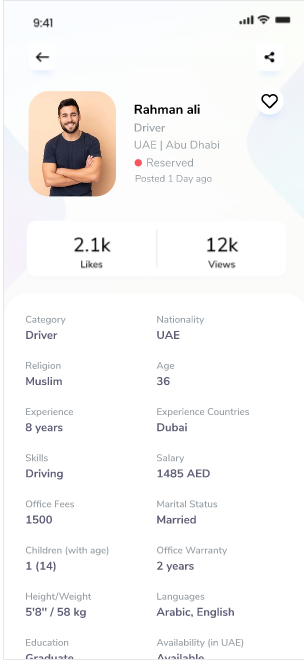 9:41
Rahman ali
Driver
UAE | Abu Dhabi
Reserved
Posted 1 Day ago
2.1k 12k
Likes Views
Category Nationality
Driver UAE
Religion Age
Muslim 36
Experience Experience Countries
8 years Dubai
Skills Salary
Driving 1485 AED
Office Fees Marital Status
1500 Married
Children (with age) Office Warranty
1 (14) 2 years
Height/Weight Languages
5'8" / 58 kg Arabic, English
Education Availability (in UAE)
Graduate Available